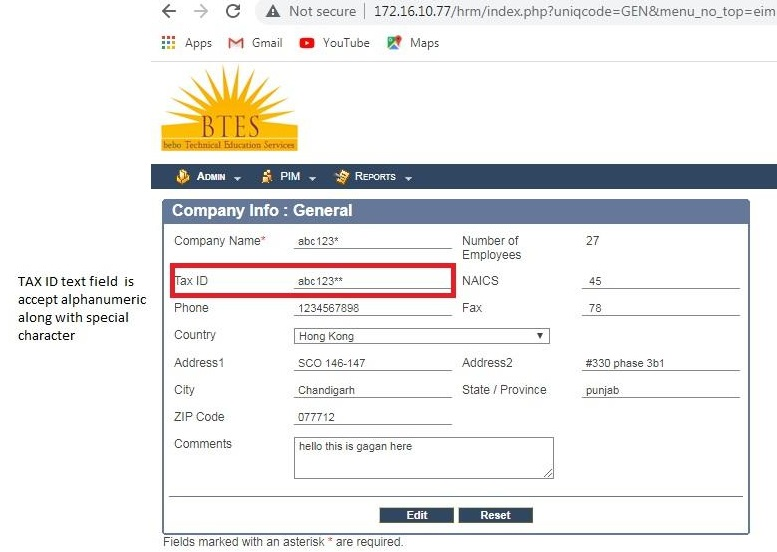 Not secure | 172.16.10.77/hrm/index.php?uniqcode=GEN&menu_no_top=eim
Apps Gmail YouTube Maps
BTES
bebo Technical Education Services
ADMIN PIM REPORTS
Company Info : General
Company Name* abc123* Number of Employees 27
TAX ID text field is
accept alphanumeric
along with special
character
Tax ID abc123** NAICS 45
Phone 1234567898 Fax 78
Country Hong Kong
Address1 SCO 146-147 Address2 #330 phase 3b1
City Chandigarh State / Province punjab
ZIP Code 077712
Comments hello this is gagan here
Edit Reset
Fields marked with an asterisk * are required.